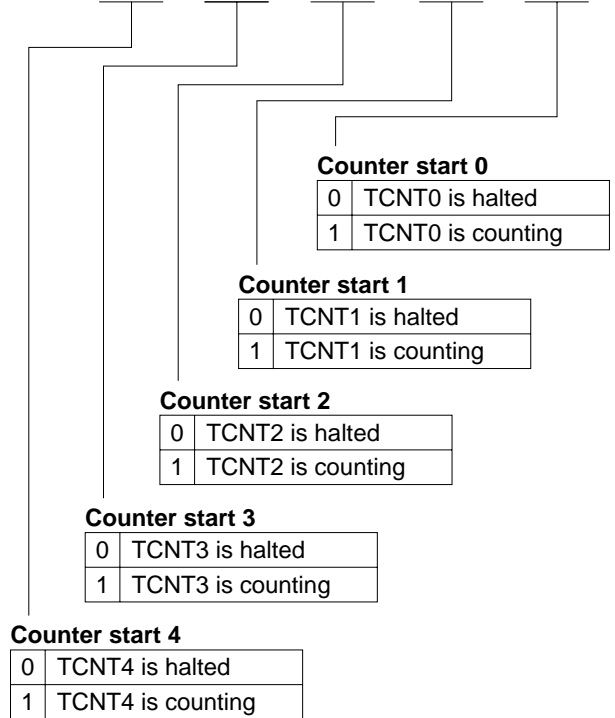 Counter start 0
0 TCNT0 is halted
1 TCNT0 is counting
Counter start 1
0 TCNT1 is halted
1 TCNT1 is counting
Counter start 2
0 TCNT2 is halted
1 TCNT2 is counting
Counter start 3
0 TCNT3 is halted
1 TCNT3 is counting
Counter start 4
0 TCNT4 is halted
1 TCNT4 is counting